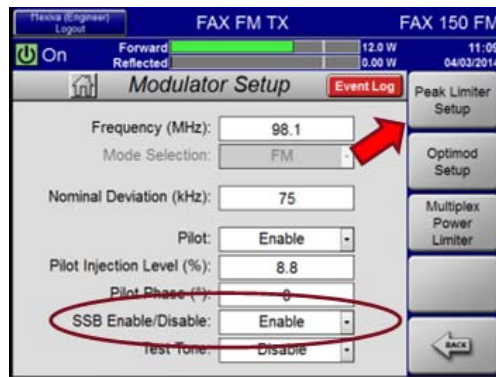 Flexiva (Engineer)
Logout
FAX FM TX
FAX 150 FM
On
Forward
12.0 W
Reflected
0.00 W
11:09
04/03/2014
Modulator Setup
Event Log
Peak Limiter
Setup
Frequency (MHz): 98.1
Mode Selection: FM
Optimod
Setup
Nominal Deviation (kHz): 75
Multiplex
Power
Limiter
Pilot: Enable
Pilot Injection Level (%): 8.8
Pilot Phase (°): 0
SSB Enable/Disable: Enable
Test Tone: Disable
BACK